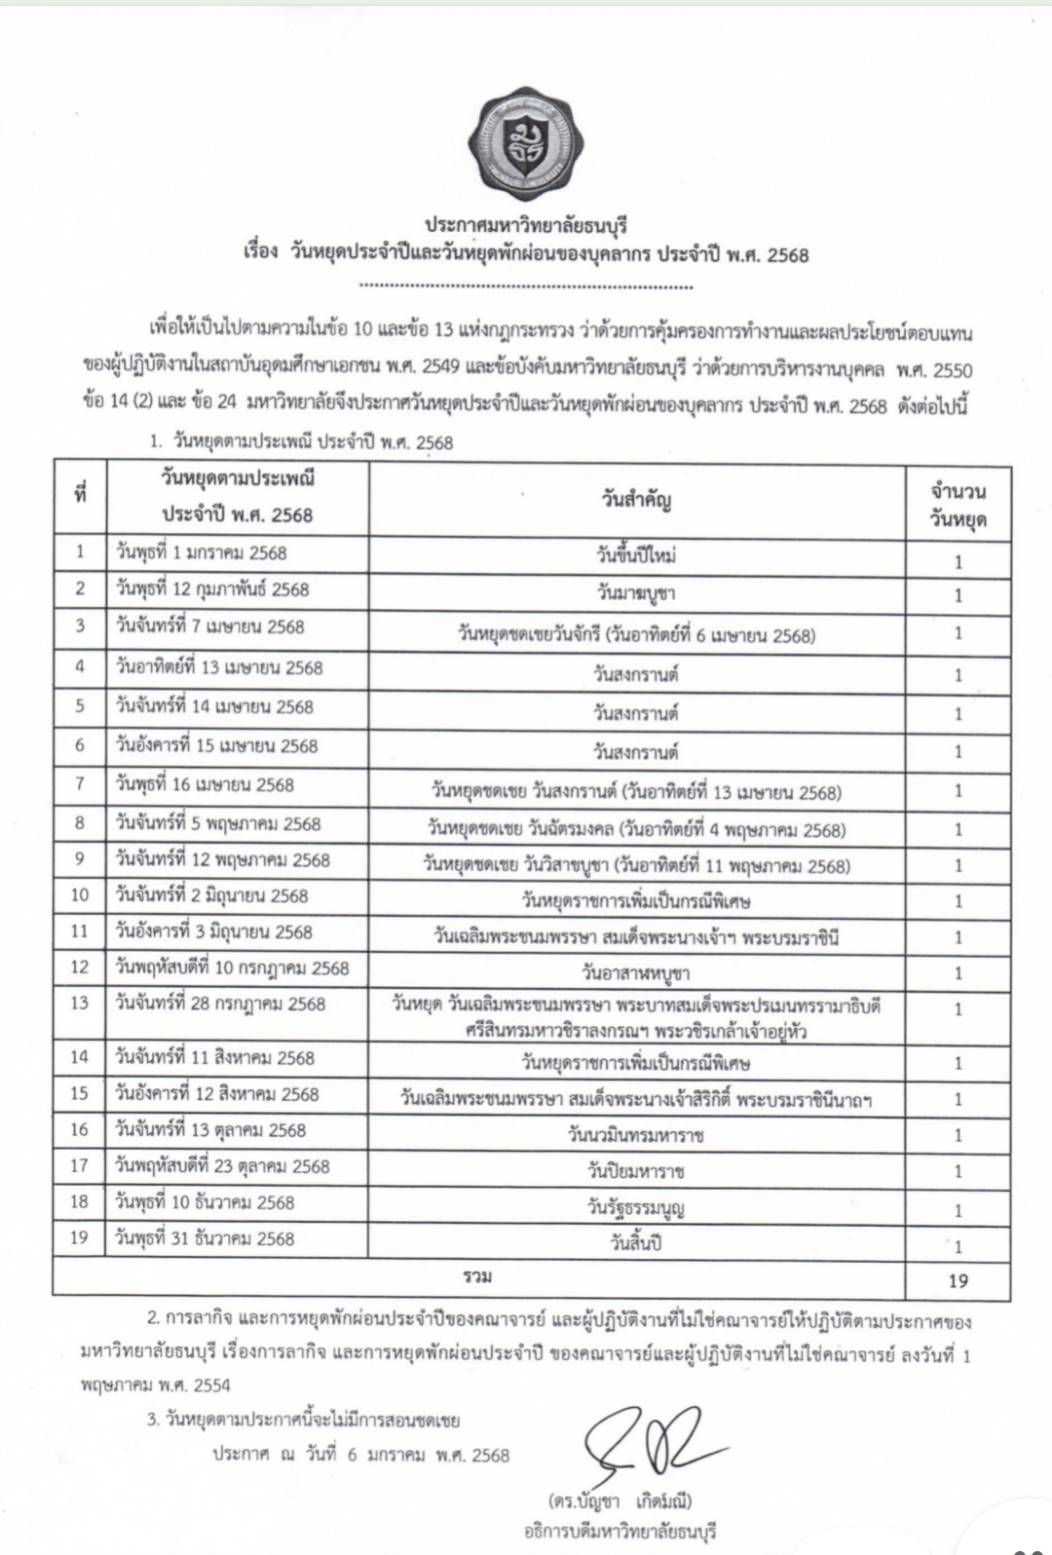 มธร
ประกาศมหาวิทยาลัยธนบุรี
เรื่อง วันหยุดประจำปีและวันหยุดพักผ่อนของบุคลากร ประจำปี พ.ศ. 2568
เพื่อให้เป็นไปตามความในข้อ 10 และข้อ 13 แห่งกฎกระทรวง ว่าด้วยการคุ้มครองการทำงานและผลประโยชน์ตอบแทน
ของผู้ปฏิบัติงานในสถาบันอุดมศึกษาเอกชน พ.ศ. 2549 และข้อบังคับมหาวิทยาลัยธนบุรี ว่าด้วยการบริหารงานบุคคล พ.ศ. 2550
ข้อ 14 (2) และ ข้อ 24 มหาวิทยาลัยจึงประกาศวันหยุดประจำปีและวันหยุดพักผ่อนของบุคลากร ประจำปี พ.ศ. 2568 ดังต่อไปนี้
1. วันหยุดตามประเพณี ประจำปี พ.ศ. 2568
ที่ วันหยุดตามประเพณี ประจำปี พ.ศ. 2568 วันสำคัญ จำนวน วันหยุด
1 วันพุธที่ 1 มกราคม 2568 วันขึ้นปีใหม่ 1
2 วันพุธที่ 12 กุมภาพันธ์ 2568 วันมาฆบูชา 1
3 วันจันทร์ที่ 7 เมษายน 2568 วันหยุดชดเชยวันจักรี (วันอาทิตย์ที่ 6 เมษายน 2568) 1
4 วันอาทิตย์ที่ 13 เมษายน 2568 วันสงกรานต์ 1
5 วันจันทร์ที่ 14 เมษายน 2568 วันสงกรานต์ 1
6 วันอังคารที่ 15 เมษายน 2568 วันสงกรานต์ 1
7 วันพุธที่ 16 เมษายน 2568 วันหยุดชดเชย วันสงกรานต์ (วันอาทิตย์ที่ 13 เมษายน 2568) 1
8 วันจันทร์ที่ 5 พฤษภาคม 2568 วันหยุดชดเชย วันฉัตรมงคล (วันอาทิตย์ที่ 4 พฤษภาคม 2568) 1
9 วันจันทร์ที่ 12 พฤษภาคม 2568 วันหยุดชดเชย วันวิสาขบูชา (วันอาทิตย์ที่ 11 พฤษภาคม 2568) 1
10 วันจันทร์ที่ 2 มิถุนายน 2568 วันหยุดราชการเพิ่มเป็นกรณีพิเศษ 1
11 วันอังคารที่ 3 มิถุนายน 2568 วันเฉลิมพระชนมพรรษา สมเด็จพระนางเจ้าฯ พระบรมราชินี 1
12 วันพฤหัสบดีที่ 10 กรกฎาคม 2568 วันอาสาฬหบูชา 1
13 วันจันทร์ที่ 28 กรกฎาคม 2568 วันหยุด วันเฉลิมพระชนมพรรษา พระบาทสมเด็จพระปรเมนทรรามาธิบดี 1
ศรีสินทรมหาวชิราลงกรณฯ พระวชิรเกล้าเจ้าอยู่หัว
14 วันจันทร์ที่ 11 สิงหาคม 2568 วันหยุดราชการเพิ่มเป็นกรณีพิเศษ 1
15 วันอังคารที่ 12 สิงหาคม 2568 วันเฉลิมพระชนมพรรษา สมเด็จพระนางเจ้าสิริกิติ์ พระบรมราชินีนาถฯ 1
16 วันจันทร์ที่ 13 ตุลาคม 2568 วันนวมินทรมหาราช 1
17 วันพฤหัสบดีที่ 23 ตุลาคม 2568 วันปิยมหาราช 1
18 วันพุธที่ 10 ธันวาคม 2568 วันรัฐธรรมนูญ 1
19 วันพุธที่ 31 ธันวาคม 2568 วันสิ้นปี 1
รวม 19
2. การลากิจ และการหยุดพักผ่อนประจำปีของคณาจารย์ และผู้ปฏิบัติงานที่ไม่ใช่คณาจารย์ให้ปฏิบัติตามประกาศของ
มหาวิทยาลัยธนบุรี เรื่องการลากิจ และการหยุดพักผ่อนประจำปี ของคณาจารย์และผู้ปฏิบัติงานที่ไม่ใช่คณาจารย์ ลงวันที่ 1
พฤษภาคม พ.ศ. 2554
3. วันหยุดตามประกาศนี้จะไม่มีการสอนชดเชย
ประกาศ ณ วันที่ 6 มกราคม พ.ศ. 2568
(ดร.บัญชา เกิดมณี)
อธิการบดีมหาวิทยาลัยธนบุรี